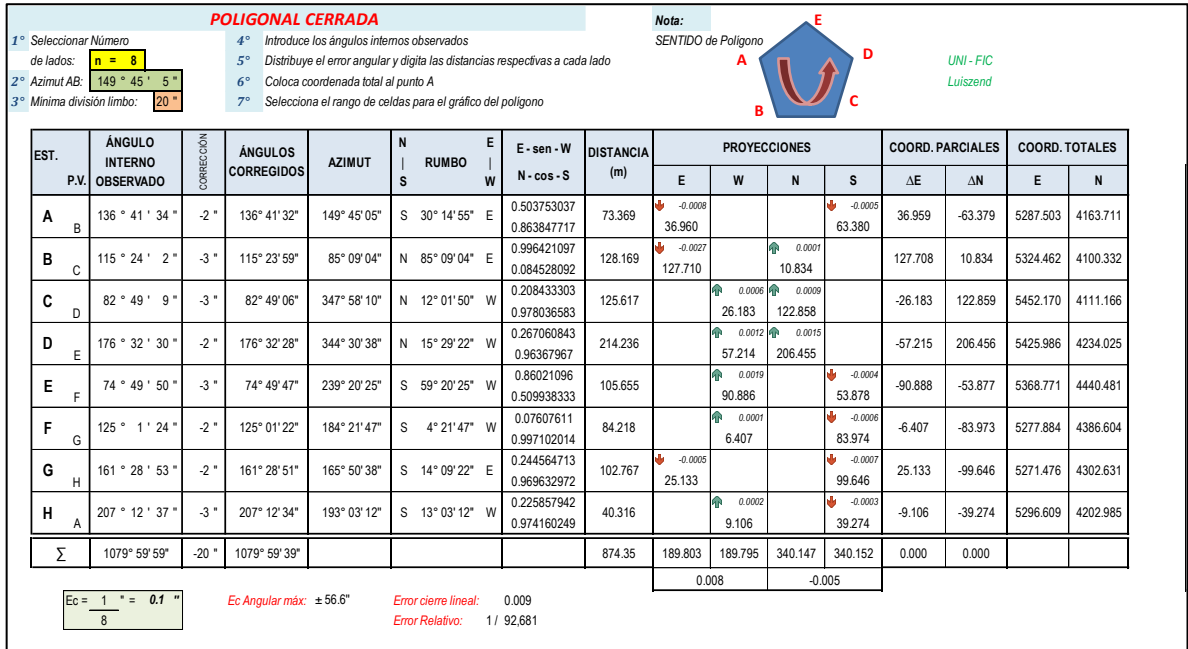 POLIGONAL CERRADA
Nota:
1° Seleccionar Número
de lados: n = 8
2° Azimut AB: 149 ° 45 ' 5 "
3° Mínima división limbo: 20 "
4° Introduce los ángulos internos observados
5° Distribuye el error angular y digita las distancias respectivas a cada lado
6° Coloca coordenada total al punto A
7° Selecciona el rango de celdas para el gráfico del polígono
SENTIDO de Polígono
E
A
D
B
C
UNI - FIC
Luiszend
EST. P.V. ÁNGULO INTERNO OBSERVADO CORRECCIÓN ÁNGULOS CORREGIDOS AZIMUT N | S RUMBO E | W E - sen - W N - cos - S DISTANCIA (m) PROYECCIONES COORD. PARCIALES COORD. TOTALES
E W N S ΔE ΔN E N
A B 136 ° 41 ' 34 " -2 " 136° 41' 32" 149° 45' 05" S 30° 14' 55" E 0.503753037 0.863847717 73.369 -0.0008 36.960 -0.0005 63.380 36.959 -63.379 5287.503 4163.711
B C 115 ° 24 ' 2 " -3 " 115° 23' 59" 85° 09' 04" N 85° 09' 04" E 0.996421097 0.084528092 128.169 -0.0027 127.710 0.0001 10.834 127.708 10.834 5324.462 4100.332
C D 82 ° 49 ' 9 " -3 " 82° 49' 06" 347° 58' 10" N 12° 01' 50" W 0.208433303 0.978036583 125.617 0.0006 26.183 0.0009 122.858 -26.183 122.859 5452.170 4111.166
D E 176 ° 32 ' 30 " -2 " 176° 32' 28" 344° 30' 38" N 15° 29' 22" W 0.267060843 0.96367967 214.236 0.0012 57.214 0.0015 206.455 -57.215 206.456 5425.986 4234.025
E F 74 ° 49 ' 50 " -3 " 74° 49' 47" 239° 20' 25" S 59° 20' 25" W 0.86021096 0.509938333 105.655 0.0019 90.886 -0.0004 53.878 -90.888 -53.877 5368.771 4440.481
F G 125 ° 1 ' 24 " -2 " 125° 01' 22" 184° 21' 47" S 4° 21' 47" W 0.07607611 0.997102014 84.218 0.0001 6.407 -0.0006 83.974 -6.407 -83.973 5277.884 4386.604
G H 161 ° 28 ' 53 " -2 " 161° 28' 51" 165° 50' 38" S 14° 09' 22" E 0.244564713 0.969632972 102.767 -0.0005 25.133 -0.0007 99.646 25.133 -99.646 5271.476 4302.631
H A 207 ° 12 ' 37 " -3 " 207° 12' 34" 193° 03' 12" S 13° 03' 12" W 0.225857942 0.974160249 40.316 0.0002 9.106 -0.0003 39.274 -9.106 -39.274 5296.609 4202.985
Σ 1079° 59' 59" -20 " 1079° 59' 39" 874.35 189.803 189.795 340.147 340.152 0.000 0.000
0.008 -0.005
Ec = 1 " = 0.1 "
8
Ec Angular máx: ± 56.6"
Error cierre lineal: 0.009
Error Relativo: 1 / 92,681